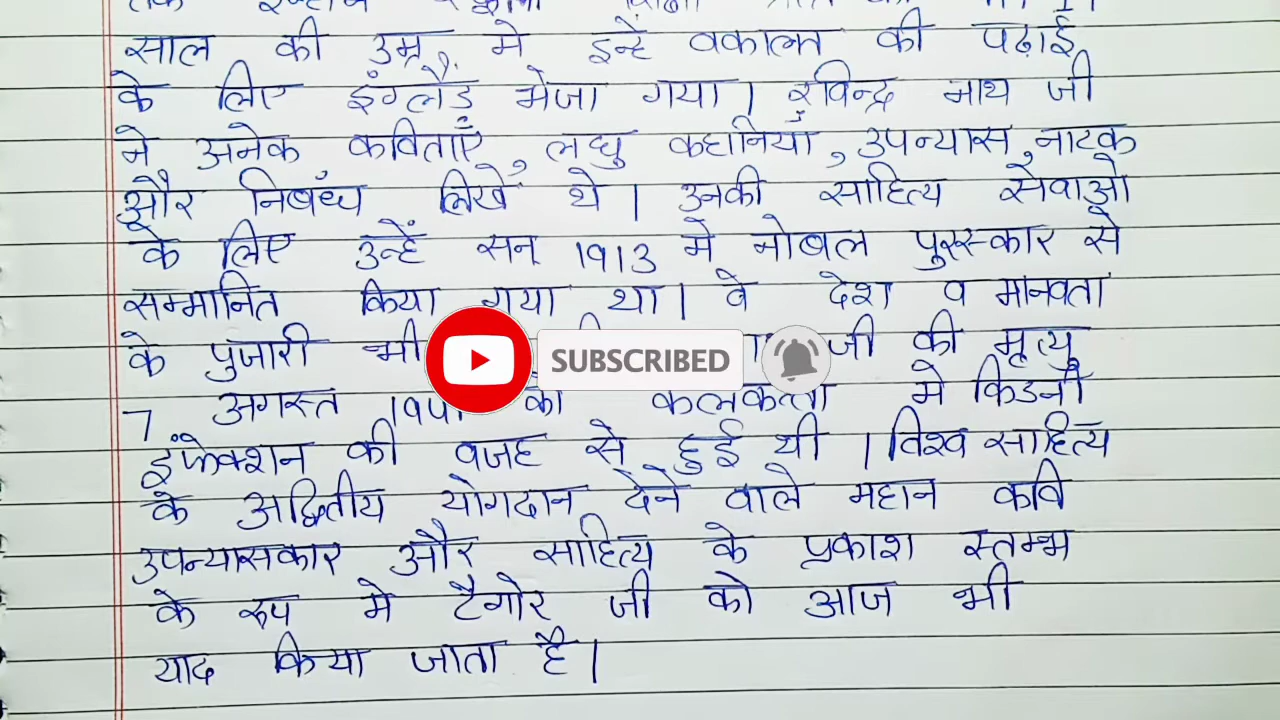 साल की उम्र में इन्हें वकालत की पढ़ाई
के लिए इंग्लैंड भेजा गया। रविन्द्र नाथ जी
ने अनेक कविताएँ, लघु कहानियाँ, उपन्यास, नाटक
और निबंध लिखें थे। उनकी साहित्य सेवाओ
के लिए उन्हें सन् 1913 मे नोबल पुरस्कार से
सम्मानित किया गया था। वे देश व मानवता
के पुजारी भी जी की मृत्यु
SUBSCRIBED
7 अगस्त को कलकत्ता मे किडनी
इंफेक्शन की वजह से हुई थी। विश्व साहित्य
के अद्वितीय योगदान देने वाले महान कवि
उपन्यासकार और साहित्य के प्रकाश स्तम्भ
के रूप मे टैगोर जी को आज भी
याद किया जाता है।